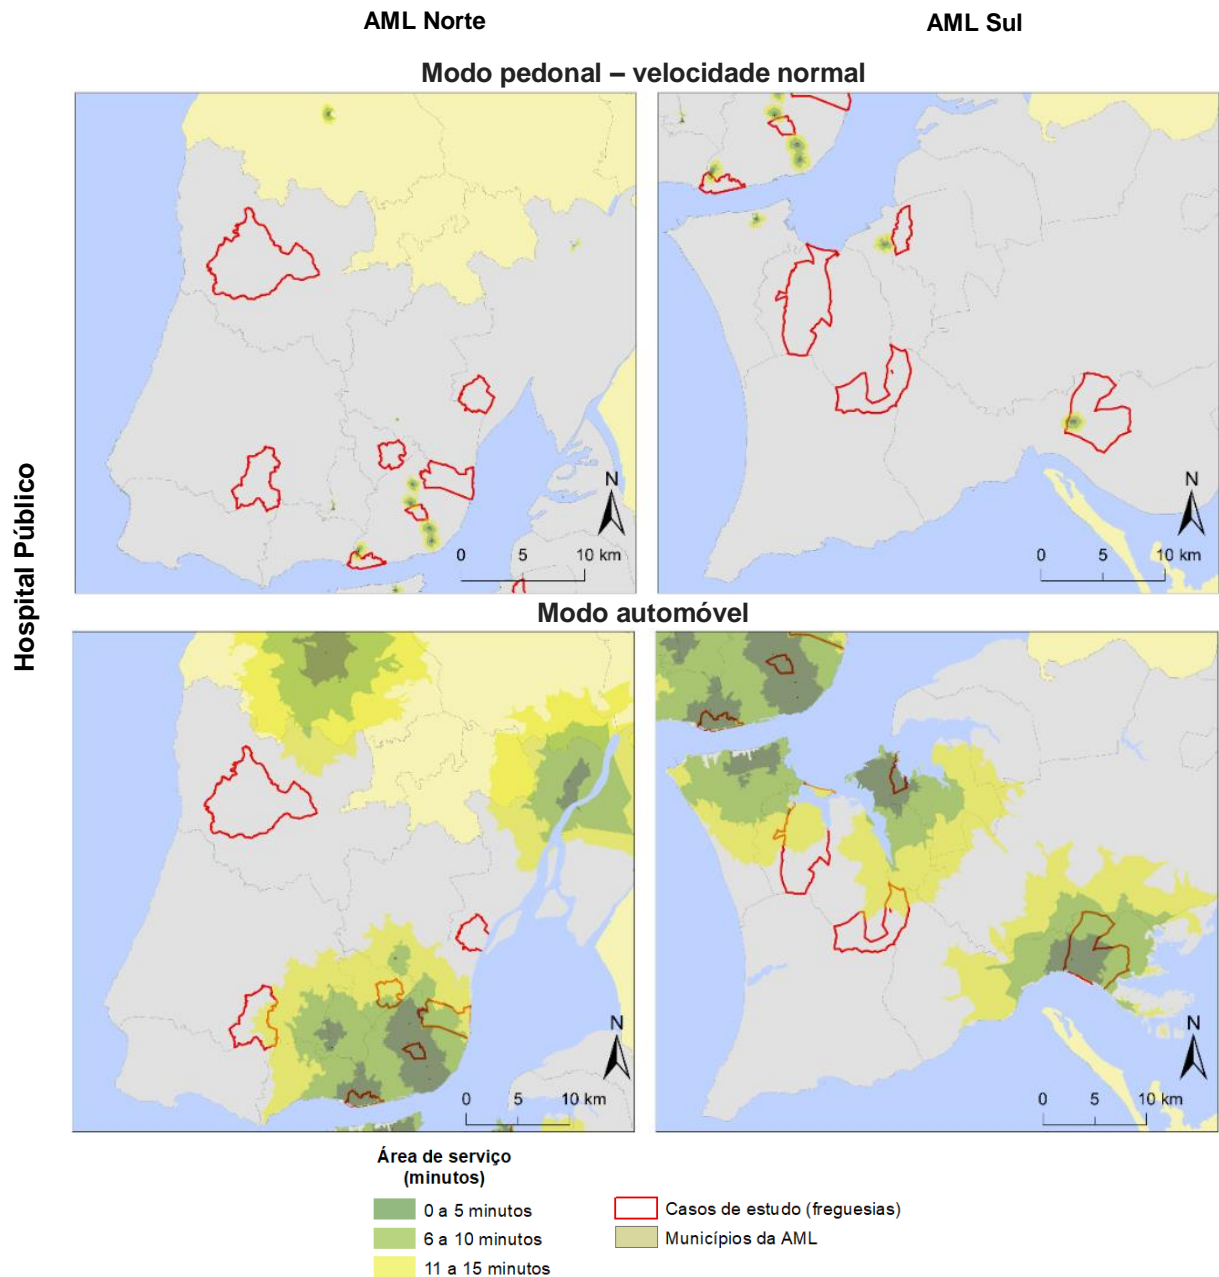 AML Norte
AML Sul
Modo pedonal – velocidade normal
Hospital Público
N
0 5 10 km
N
0 5 10 km
Modo automóvel
N
0 5 10 km
N
0 5 10 km
Área de serviço
(minutos)
0 a 5 minutos
6 a 10 minutos
11 a 15 minutos
Casos de estudo (freguesias)
Municípios da AML